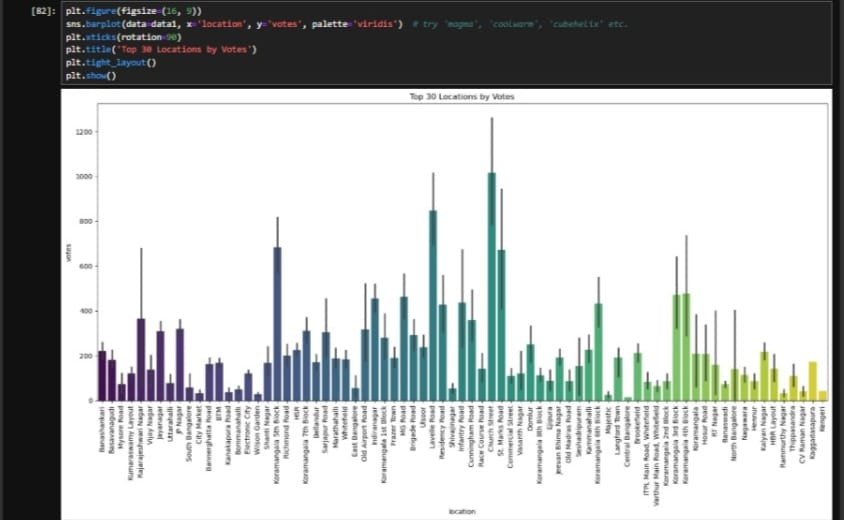 [82]: plt.figure(figsize=(16, 9))
sns.barplot(data=data1, x='location', y='votes', palette='viridis') # try 'magma', 'coolwarm', 'cubehelix' etc.
plt.xticks(rotation=90)
plt.title('Top 30 Locations by Votes')
plt.tight_layout()
plt.show()
Top 30 Locations by Votes
1200
1000
800
600
400
200
0
votes
Banashankari
Basavanagudi
Mysore Road
Kumaraswamy Layout
Rajarajeshwari Nagar
Vijay Nagar
Jayanagar
Uttarahalli
JP Nagar
South Bangalore
City Market
Bannerghatta Road
BTM
Kanakapura Road
Bommanahalli
Electronic City
Wilson Garden
Shanti Nagar
Koramangala 5th Block
Richmond Road
HSR
Koramangala 7th Block
Bellandur
Sarjapur Road
Marathahalli
Whitefield
East Bangalore
Old Airport Road
Indiranagar
Koramangala 1st Block
Frazer Town
MG Road
Brigade Road
Ulsoor
Lavelle Road
Residency Road
Shivajinagar
Infantry Road
Cunningham Road
Race Course Road
Church Street
St. Marks Road
Commercial Street
Vasanth Nagar
Domlur
Koramangala 8th Block
Ejipura
Jeevan Bhima Nagar
Old Madras Road
Seshadripuram
Kammanahalli
Koramangala 6th Block
Majestic
Langford Town
Central Bangalore
Brookefield
ITPL Main Road, Whitefield
Varthur Main Road, Whitefield
Koramangala 2nd Block
Koramangala 3rd Block
Koramangala 4th Block
Koramangala
Hosur Road
RT Nagar
Banaswadi
North Bangalore
Nagawara
Hennur
Kalyan Nagar
HBR Layout
Rammurthy Nagar
Thippasandra
CV Raman Nagar
Kaggadasapura
Kengeri
location